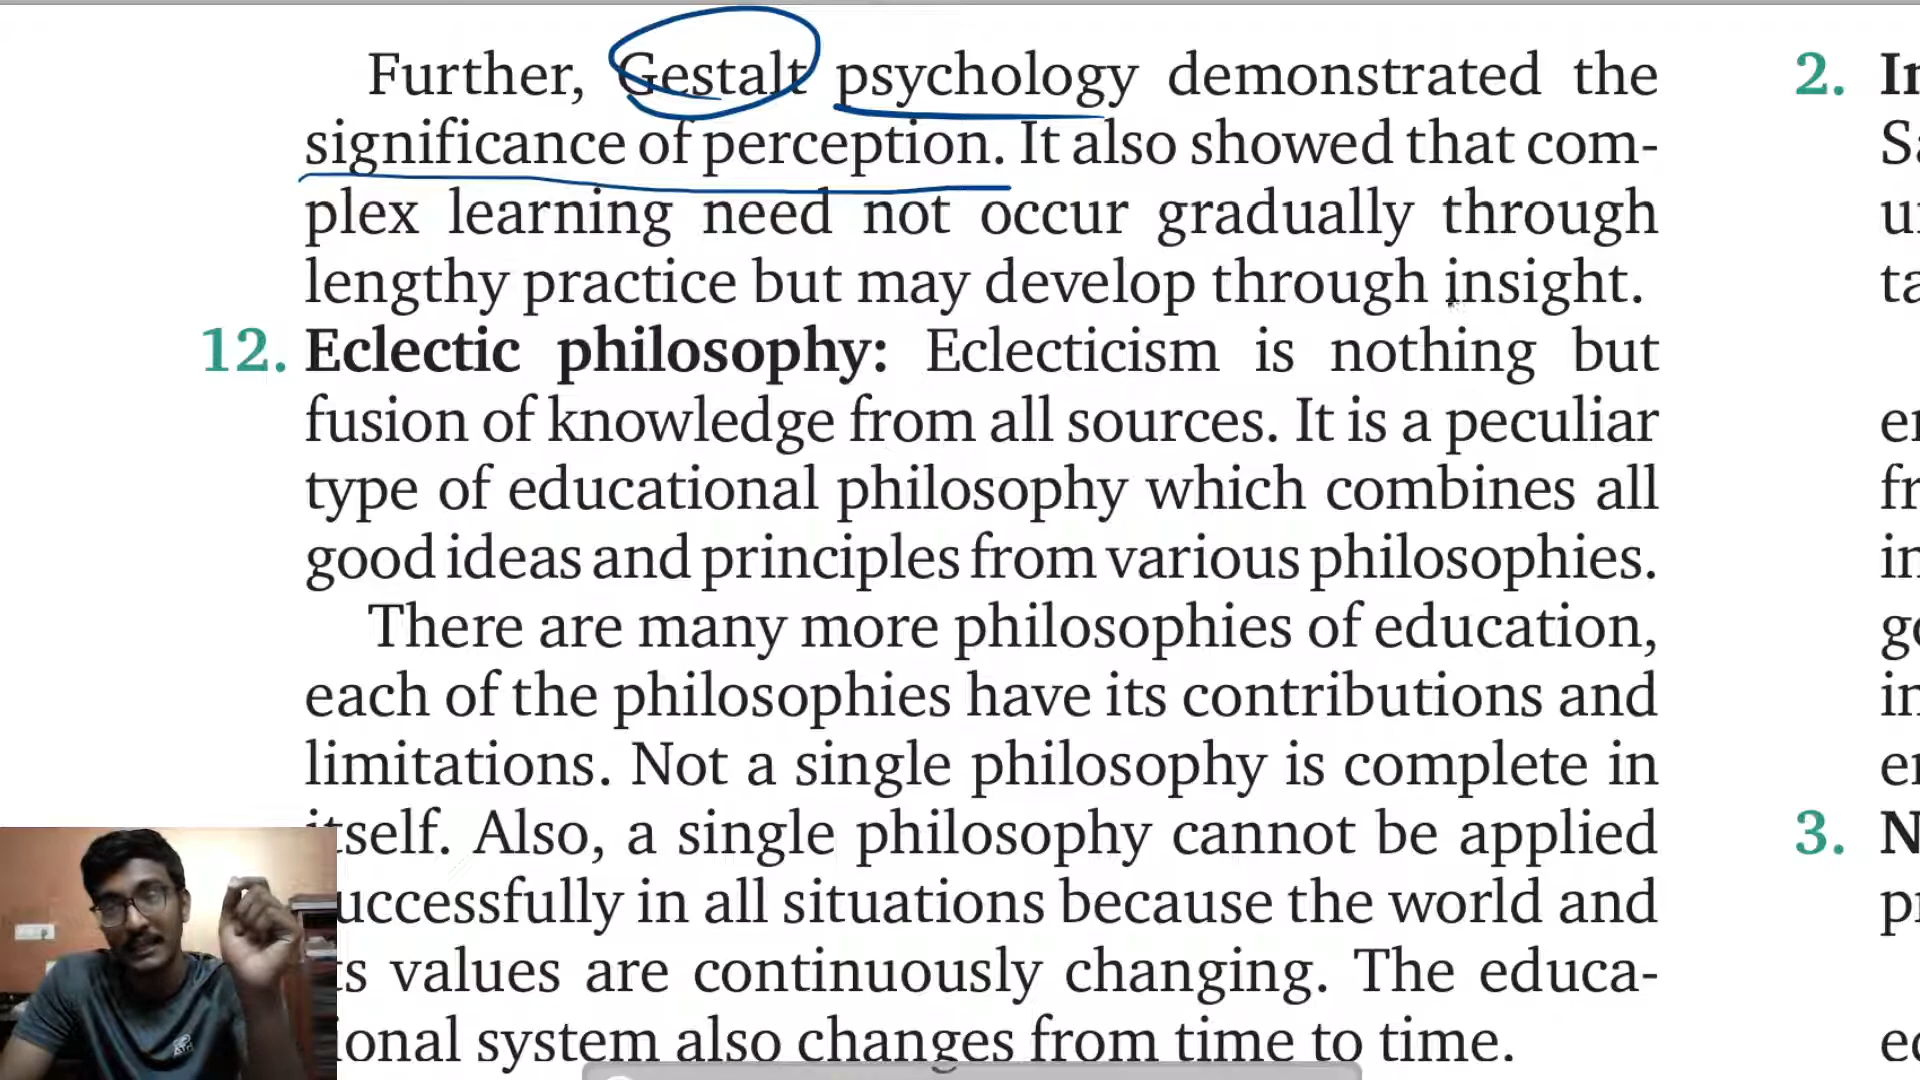 Further, Gestalt psychology demonstrated the
significance of perception. It also showed that com-
plex learning need not occur gradually through
lengthy practice but may develop through insight.
12. Eclectic philosophy: Eclecticism is nothing but
fusion of knowledge from all sources. It is a peculiar
type of educational philosophy which combines all
good ideas and principles from various philosophies.
There are many more philosophies of education,
each of the philosophies have its contributions and
limitations. Not a single philosophy is complete in
itself. Also, a single philosophy cannot be applied
uccessfully in all situations because the world and
ts values are continuously changing. The educa-
ional system also changes from time to time.
2.
3.